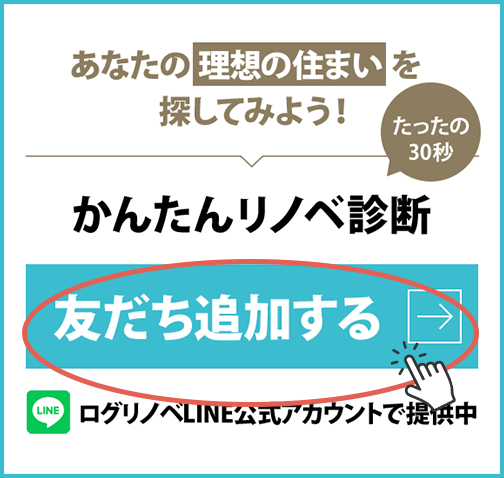 あなたの理想の住まいを
探してみよう!
たったの
30秒
かんたんリノベ診断
友だち追加する
LINE
ログリノベLINE公式アカウントで提供中